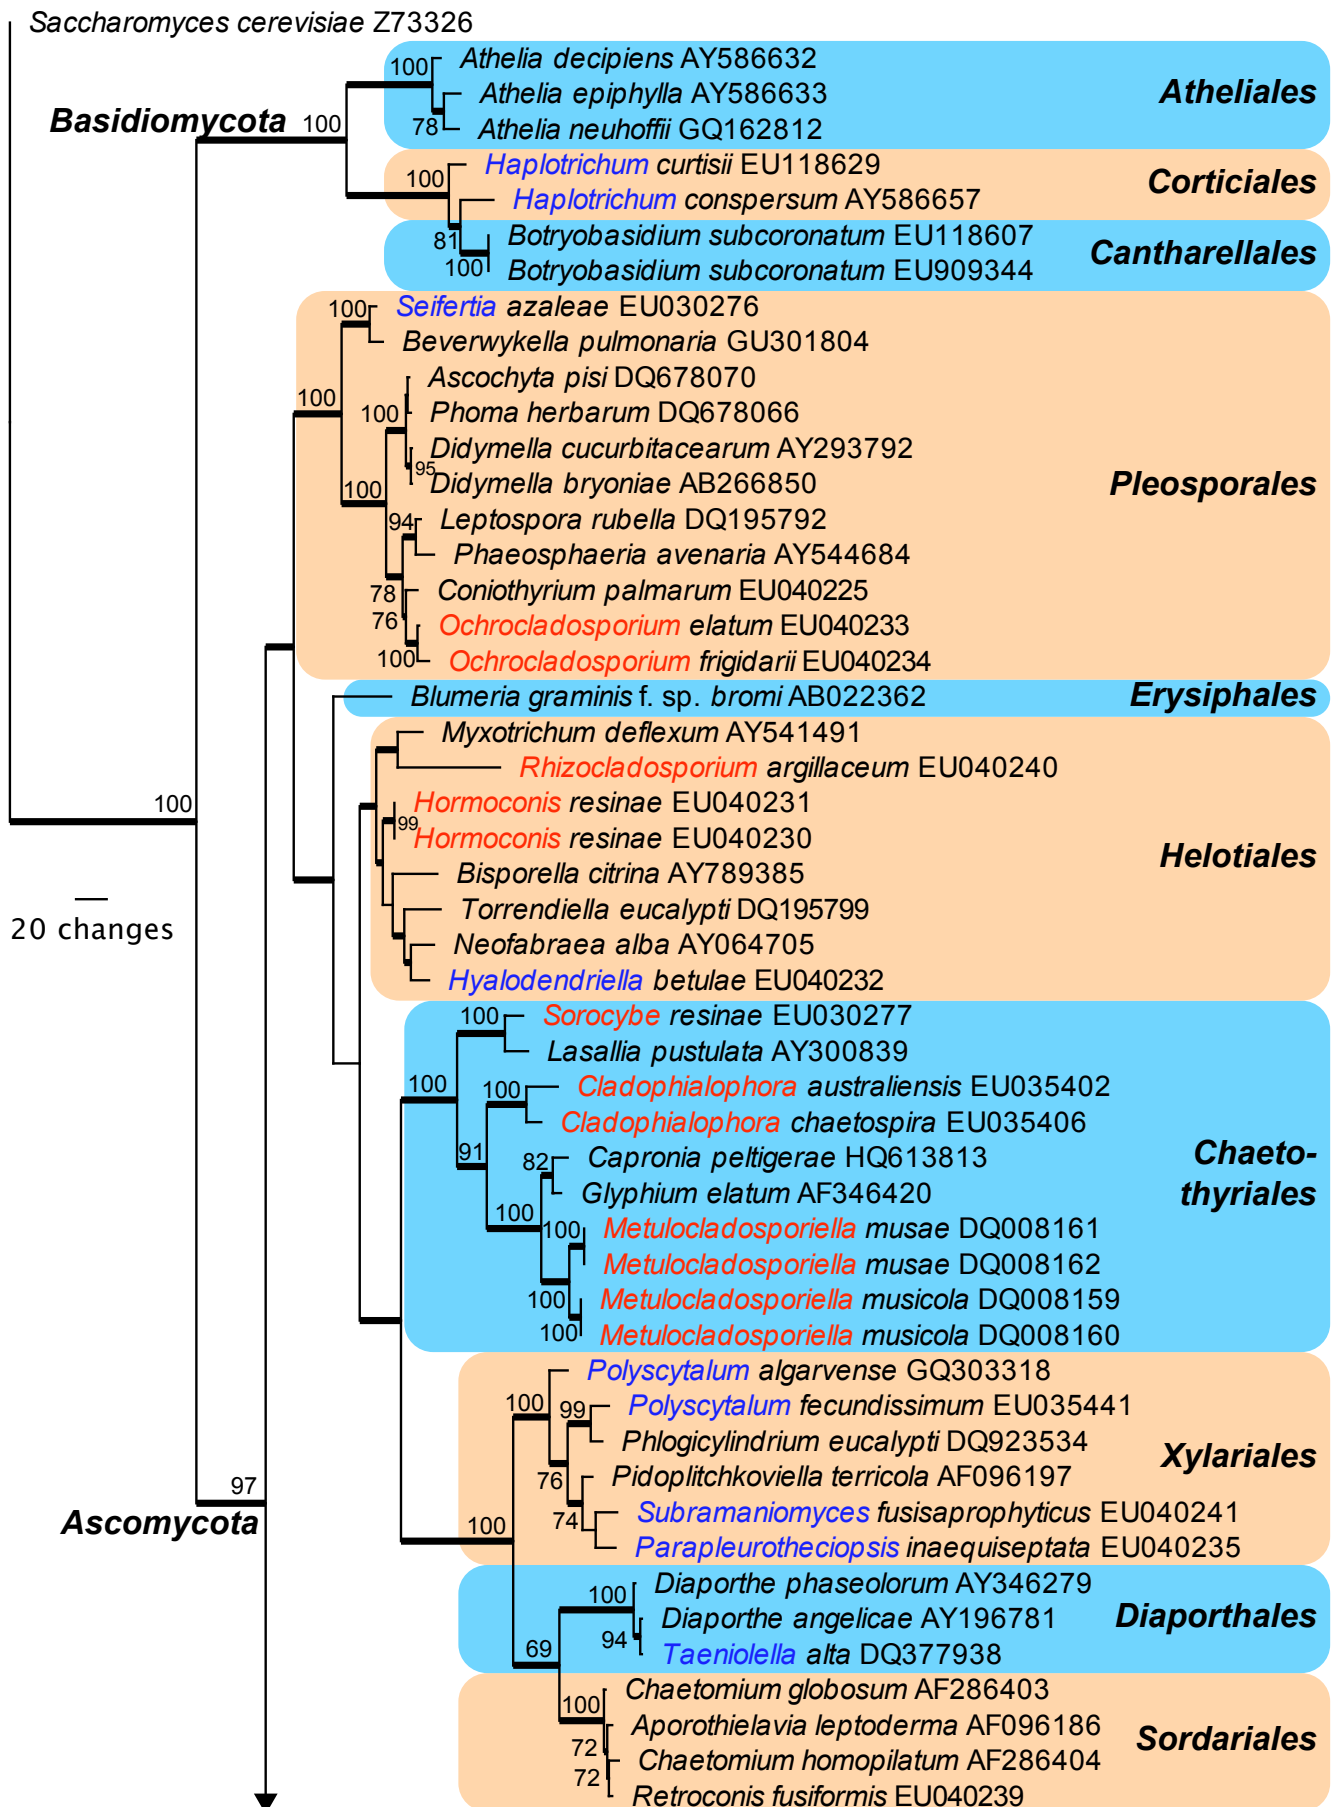 Saccharomyces cerevisiae Z73326
Athelia decipiens AY586632
100
Athelia epiphylla AY586633
Atheliales
Basidiomycota 100
78 Athelia neuhoffii GQ162812
Haplotrichum curtisii EU118629
100
Corticiales
Haplotrichum conspersum AY586657
Botryobasidium subcoronatum EU118607
81
Cantharellales
100 Botryobasidium subcoronatum EU909344
100 Seifertia azaleae EU030276
Beverwykella pulmonaria GU301804
Ascochyta pisi DQ678070
100
100 Phoma herbarum DQ678066
Didymella cucurbitacearum AY293792
95
100 Didymella bryoniae AB266850
Pleosporales
94 Leptospora rubella DQ195792
Phaeosphaeria avenaria AY544684
78 Coniothyrium palmarum EU040225
76
Ochrocladosporium elatum EU040233
100 Ochrocladosporium frigidarii EU040234
Blumeria graminis f. sp. bromi AB022362
Erysiphales
Myxotrichum deflexum AY541491
Rhizocladosporium argillaceum EU040240
100
Hormoconis resinae EU040231
99
Hormoconis resinae EU040230
Helotiales
Bisporella citrina AY789385
20 changes
Torrendiella eucalypti DQ195799
Neofabraea alba AY064705
Hyalodendriella betulae EU040232
100 Sorocybe resinae EU030277
Lasallia pustulata AY300839
100
100 Cladophialophora australiensis EU035402
Cladophialophora chaetospira EU035406
91
82 Capronia peltigerae HQ613813
Chaeto-
thyriales
Glyphium elatum AF346420
100
100 Metulocladosporiella musae DQ008161
Metulocladosporiella musae DQ008162
100 Metulocladosporiella musicola DQ008159
100 Metulocladosporiella musicola DQ008160
Polyscytalum algarvense GQ303318
100
99 Polyscytalum fecundissimum EU035441
Phlogicylindrium eucalypti DQ923534
Xylariales
76 Pidoplitchkoviella terricola AF096197
97
74 Subramaniomyces fusisaprophyticus EU040241
Ascomycota
100
Parapleurotheciopsis inaequiseptata EU040235
Diaporthe phaseolorum AY346279
100
Diaporthe angelicae AY196781
Diaporthales
94
69 Taeniolella alta DQ377938
Chaetomium globosum AF286403
100
Aporothielavia leptoderma AF096186
72
Sordariales
Chaetomium homopilatum AF286404
72
Retroconis fusiformis EU040239